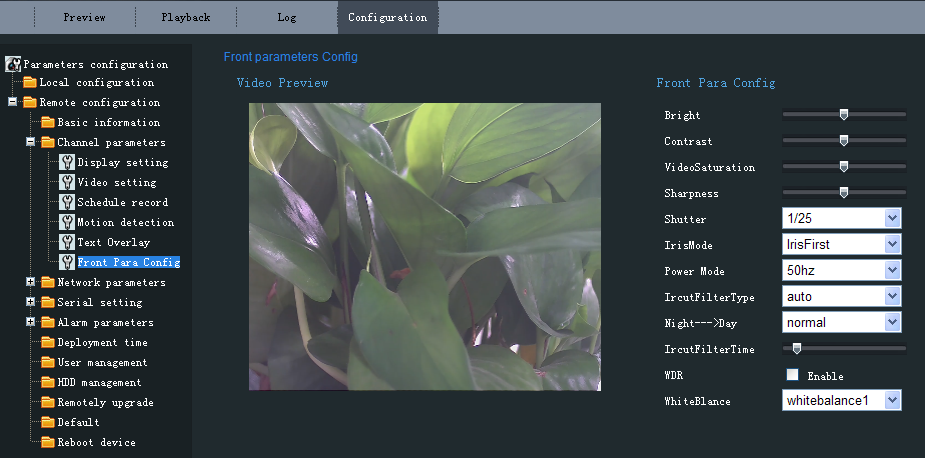 Preview
Playback
Log
Configuration
Parameters configuration
Local configuration
Remote configuration
Basic information
Channel parameters
Display setting
Video setting
Schedule record
Motion detection
Text Overlay
Front Para Config
Network parameters
Serial setting
Alarm parameters
Deployment time
User management
HDD management
Remotely upgrade
Default
Reboot device
Front parameters Config
Video Preview
Front Para Config
Bright
Contrast
VideoSaturation
Sharpness
Shutter 1/25
IrisMode IrisFirst
Power Mode 50hz
IrcutFilterType auto
Night--->Day normal
IrcutFilterTime
WDR Enable
WhiteBlance whitebalance1